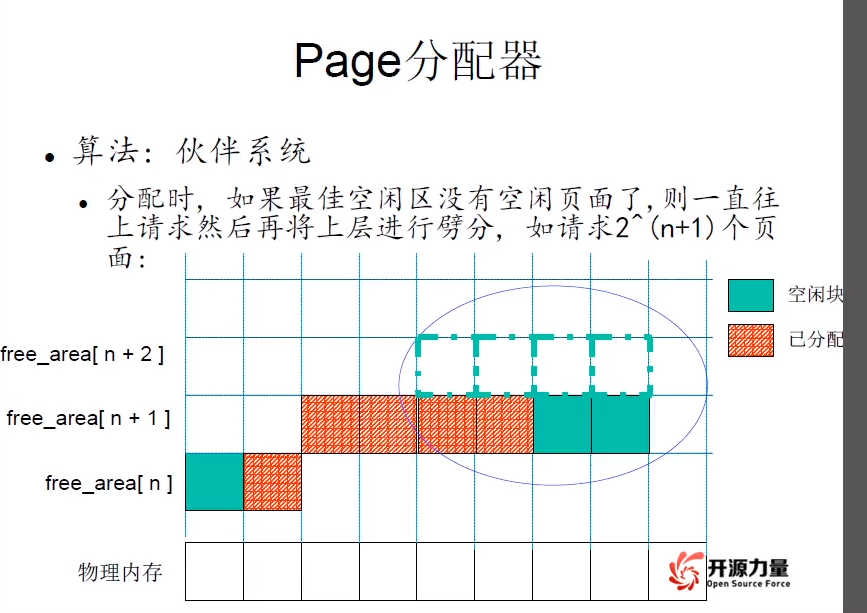 Page分配器
• 算法：伙伴系统
• 分配时，如果最佳空闲区没有空闲页面了,则一直往
上请求然后再将上层进行劈分，如请求2^(n+1)个页
面：
空闲块
已分配
free_area[ n + 2 ]
free_area[ n + 1 ]
free_area[ n ]
物理内存
开源力量
Open Source Force